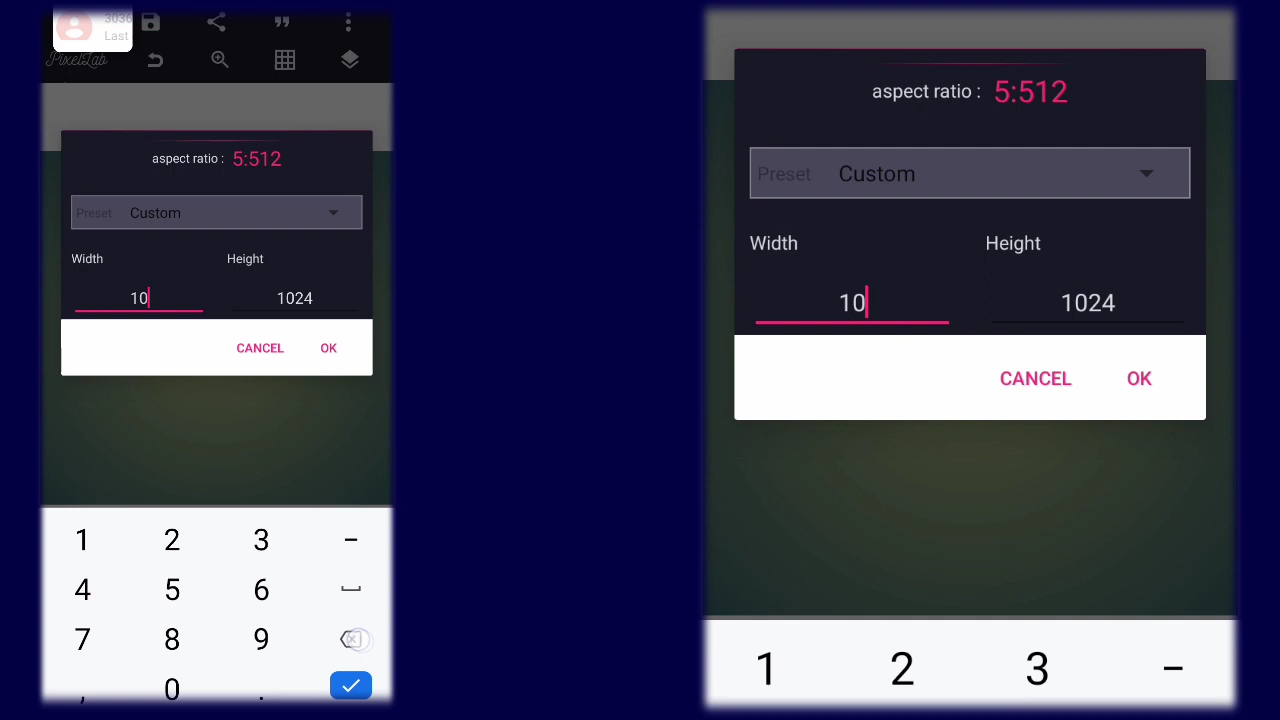 3036
Last
PixelLab
aspect ratio : 5:512
Preset Custom
Width Height
10 1024
CANCEL OK
1 2 3 −
4 5 6
7 8 9
, 0 .
aspect ratio : 5:512
Preset Custom
Width Height
10 1024
CANCEL OK
1 2 3 −